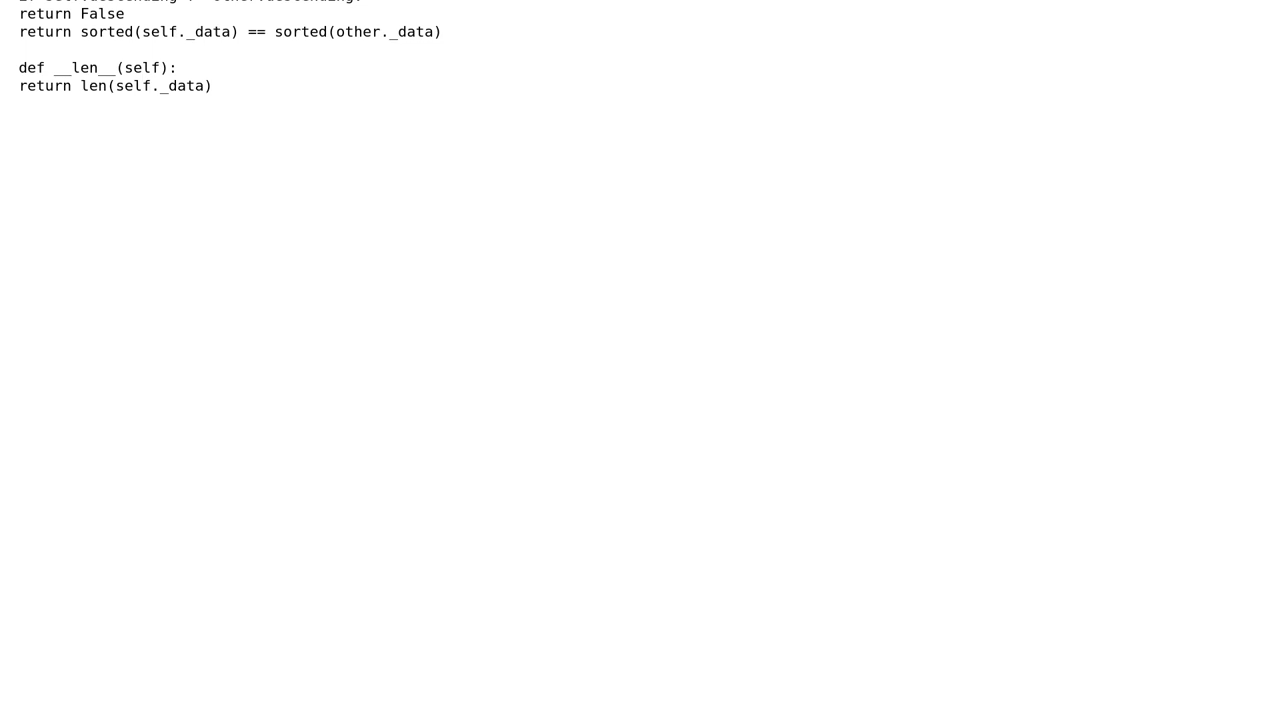 return False
return sorted(self._data) == sorted(other._data)

def __len__(self):
return len(self._data)